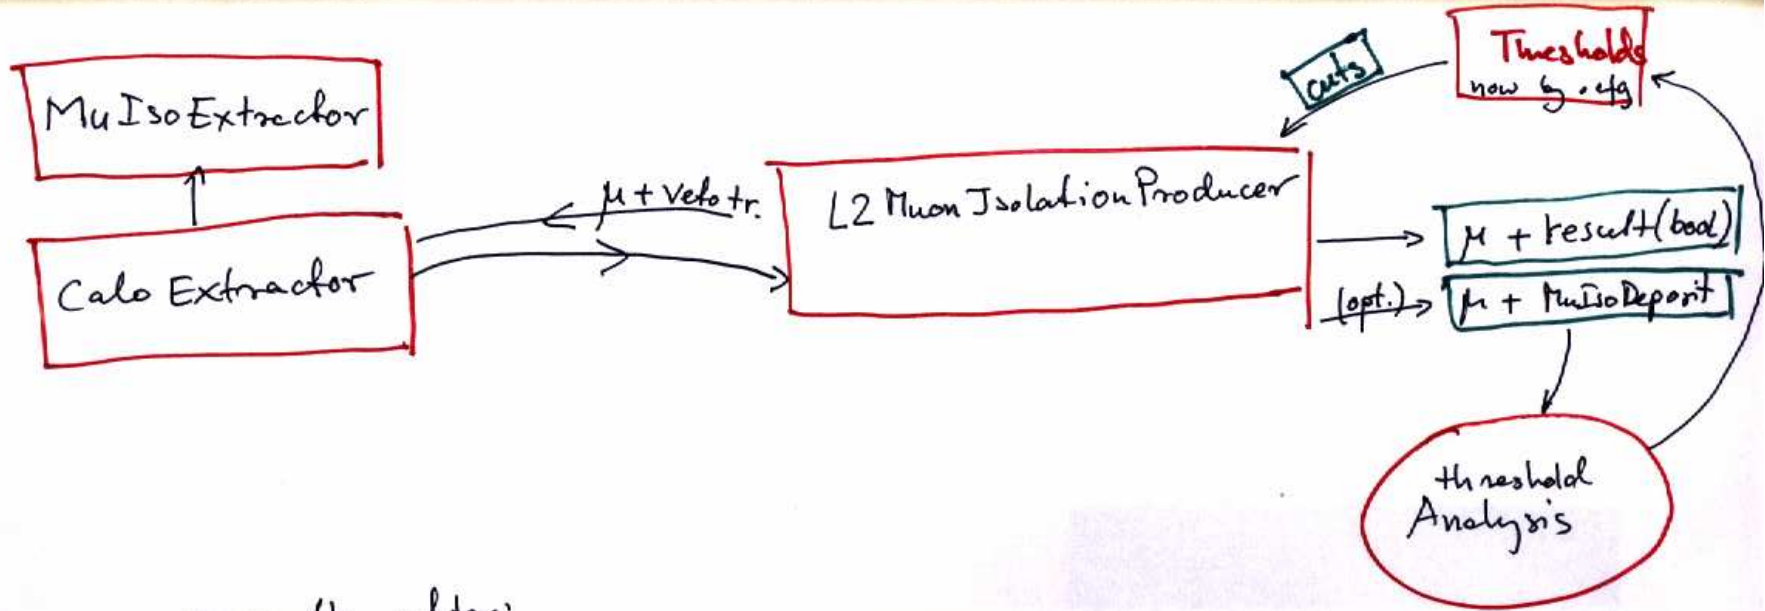 MuIsoExtractor
Calo Extractor
μ + Veto tr.
L2 Muon Isolation Producer
cuts
Thresholds
now by .cfg
μ + result (bool)
(opt.)
μ + MuIsoDeposit
threshold
Analysis